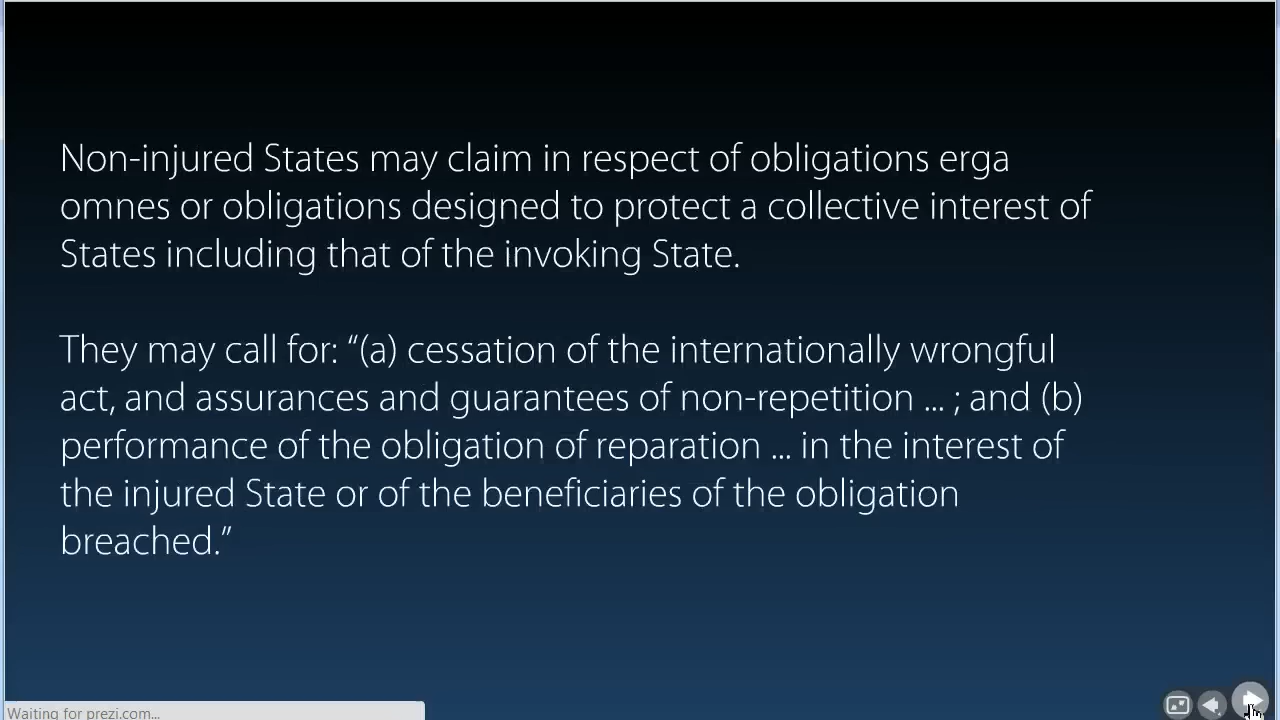 Non-injured States may claim in respect of obligations erga
omnes or obligations designed to protect a collective interest of
States including that of the invoking State.
They may call for: “(a) cessation of the internationally wrongful
act, and assurances and guarantees of non-repetition ... ; and (b)
performance of the obligation of reparation ... in the interest of
the injured State or of the beneficiaries of the obligation
breached.”
Waiting for prezi.com...